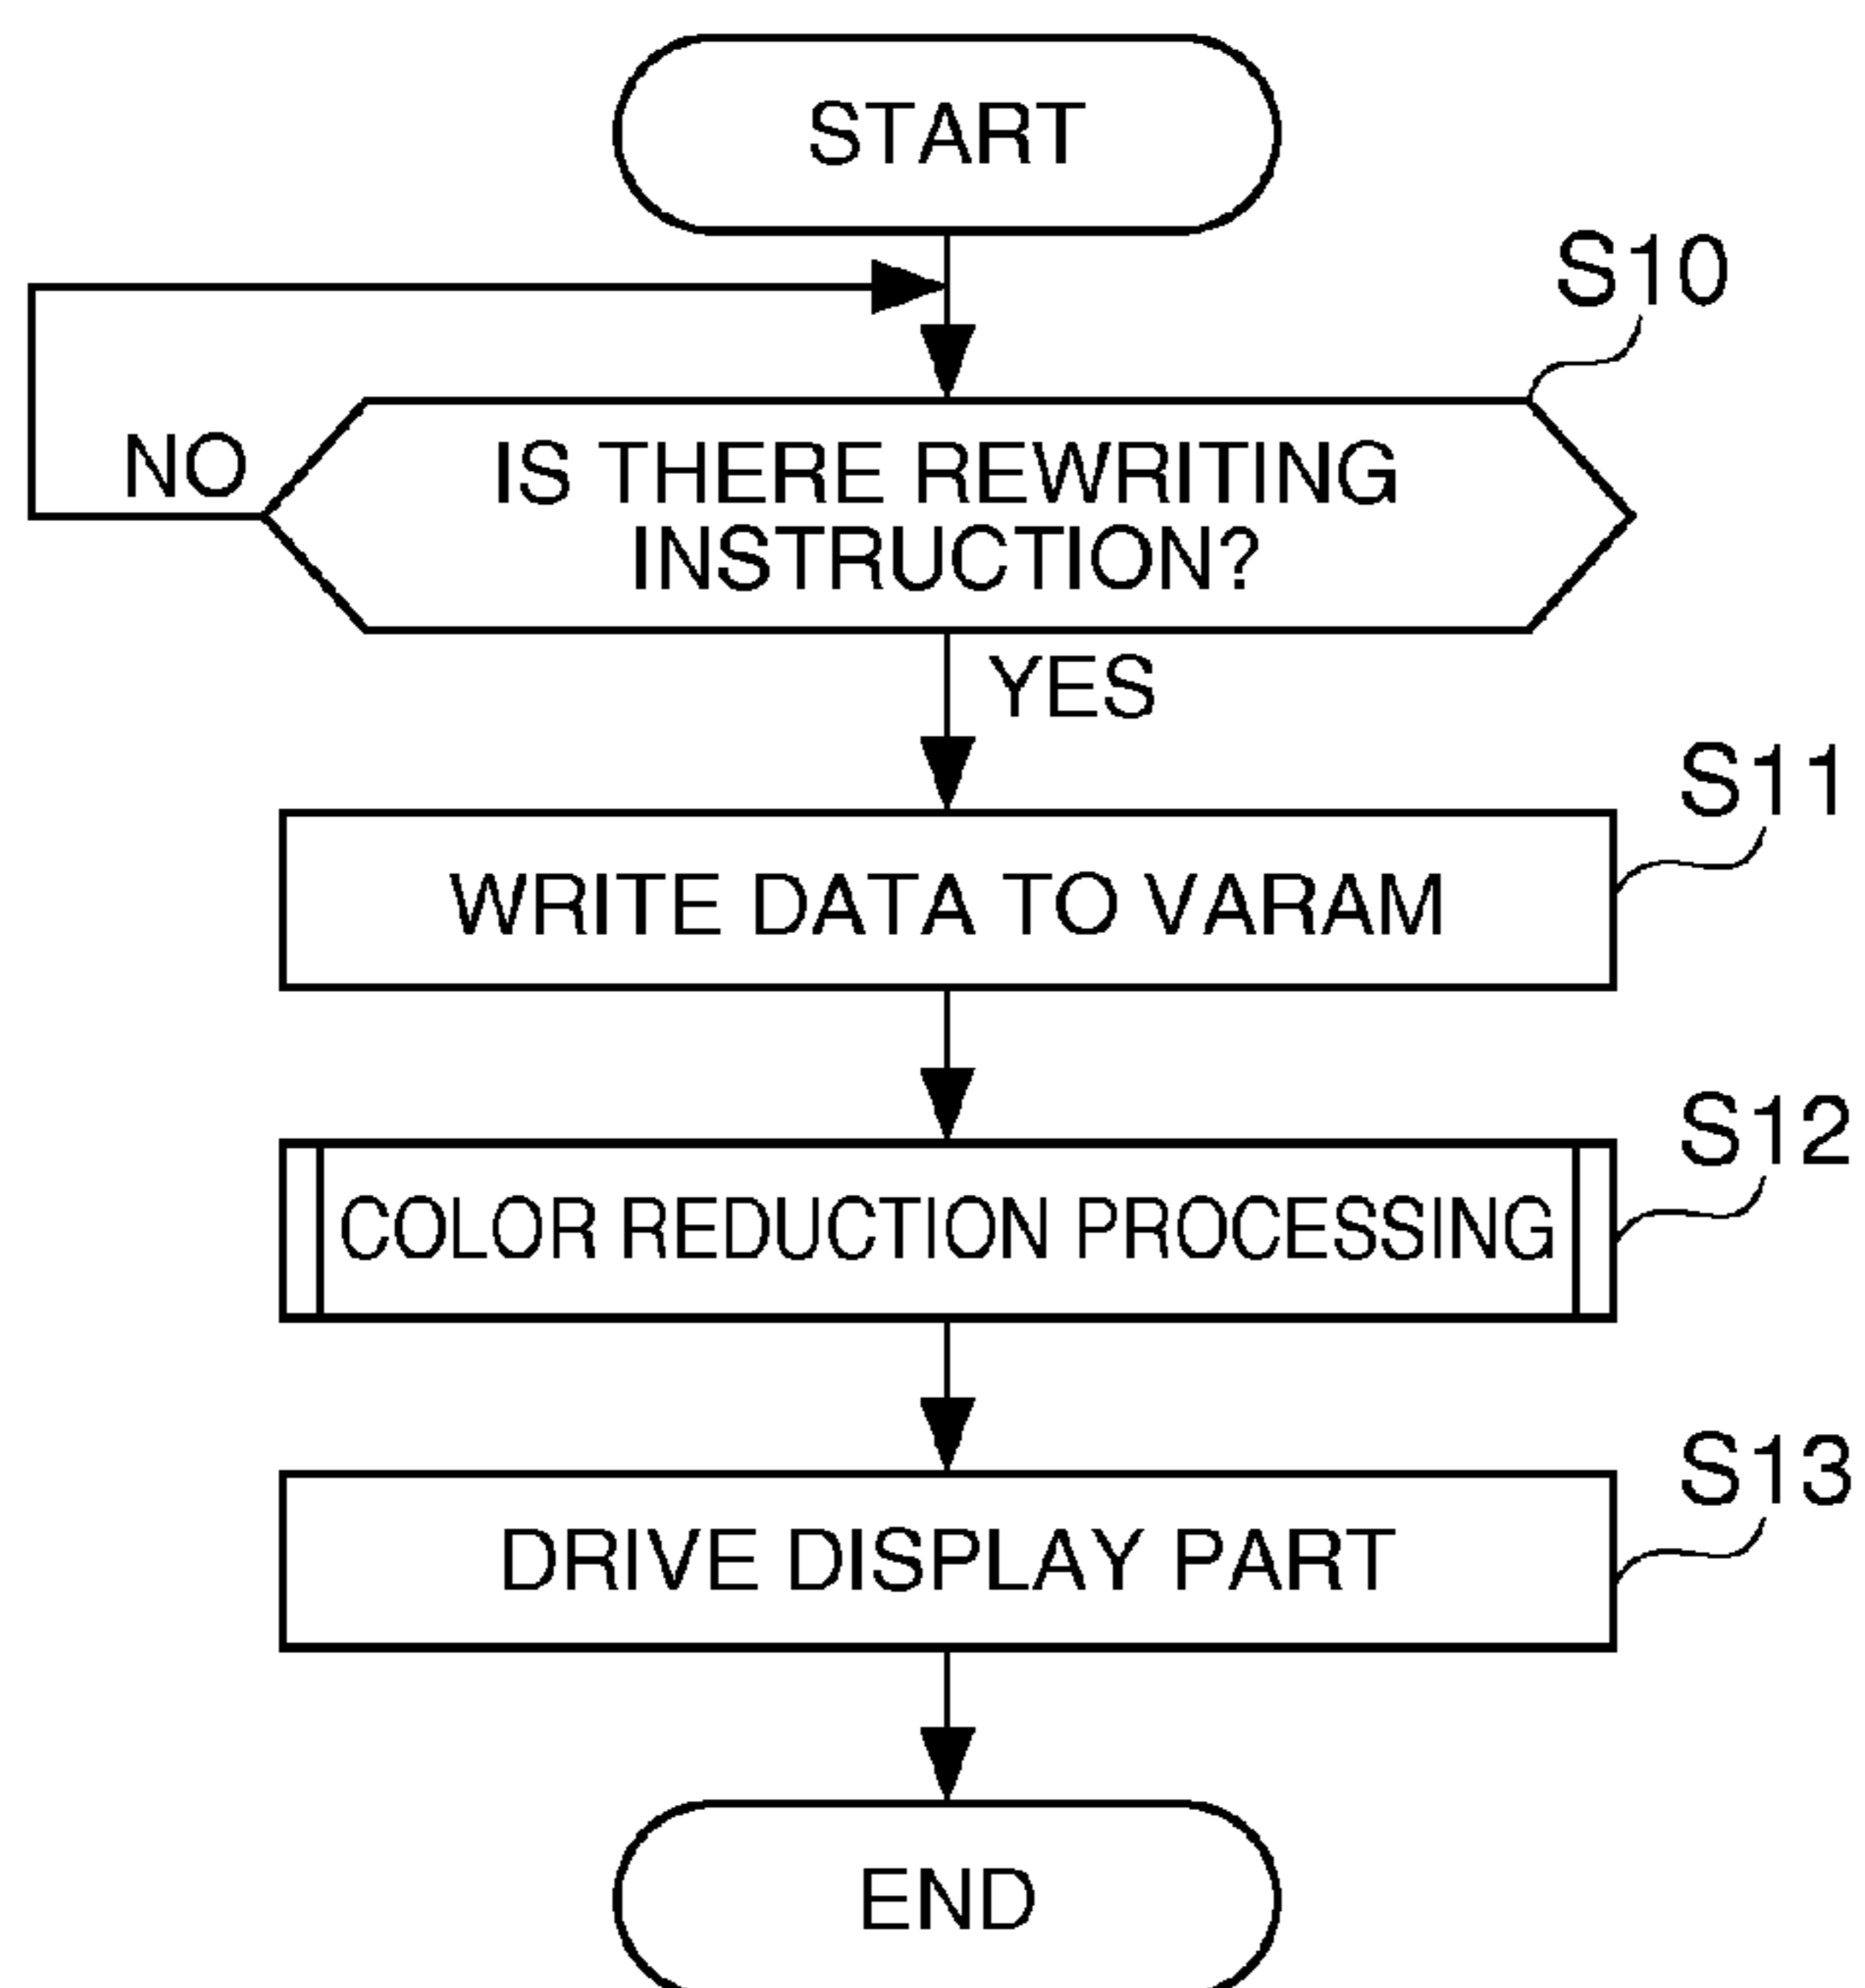 START
S10
NO
IS THERE REWRITING
INSTRUCTION?
YES
S11
WRITE DATA TO VARAM
S12
COLOR REDUCTION PROCESSING
S13
DRIVE DISPLAY PART
END